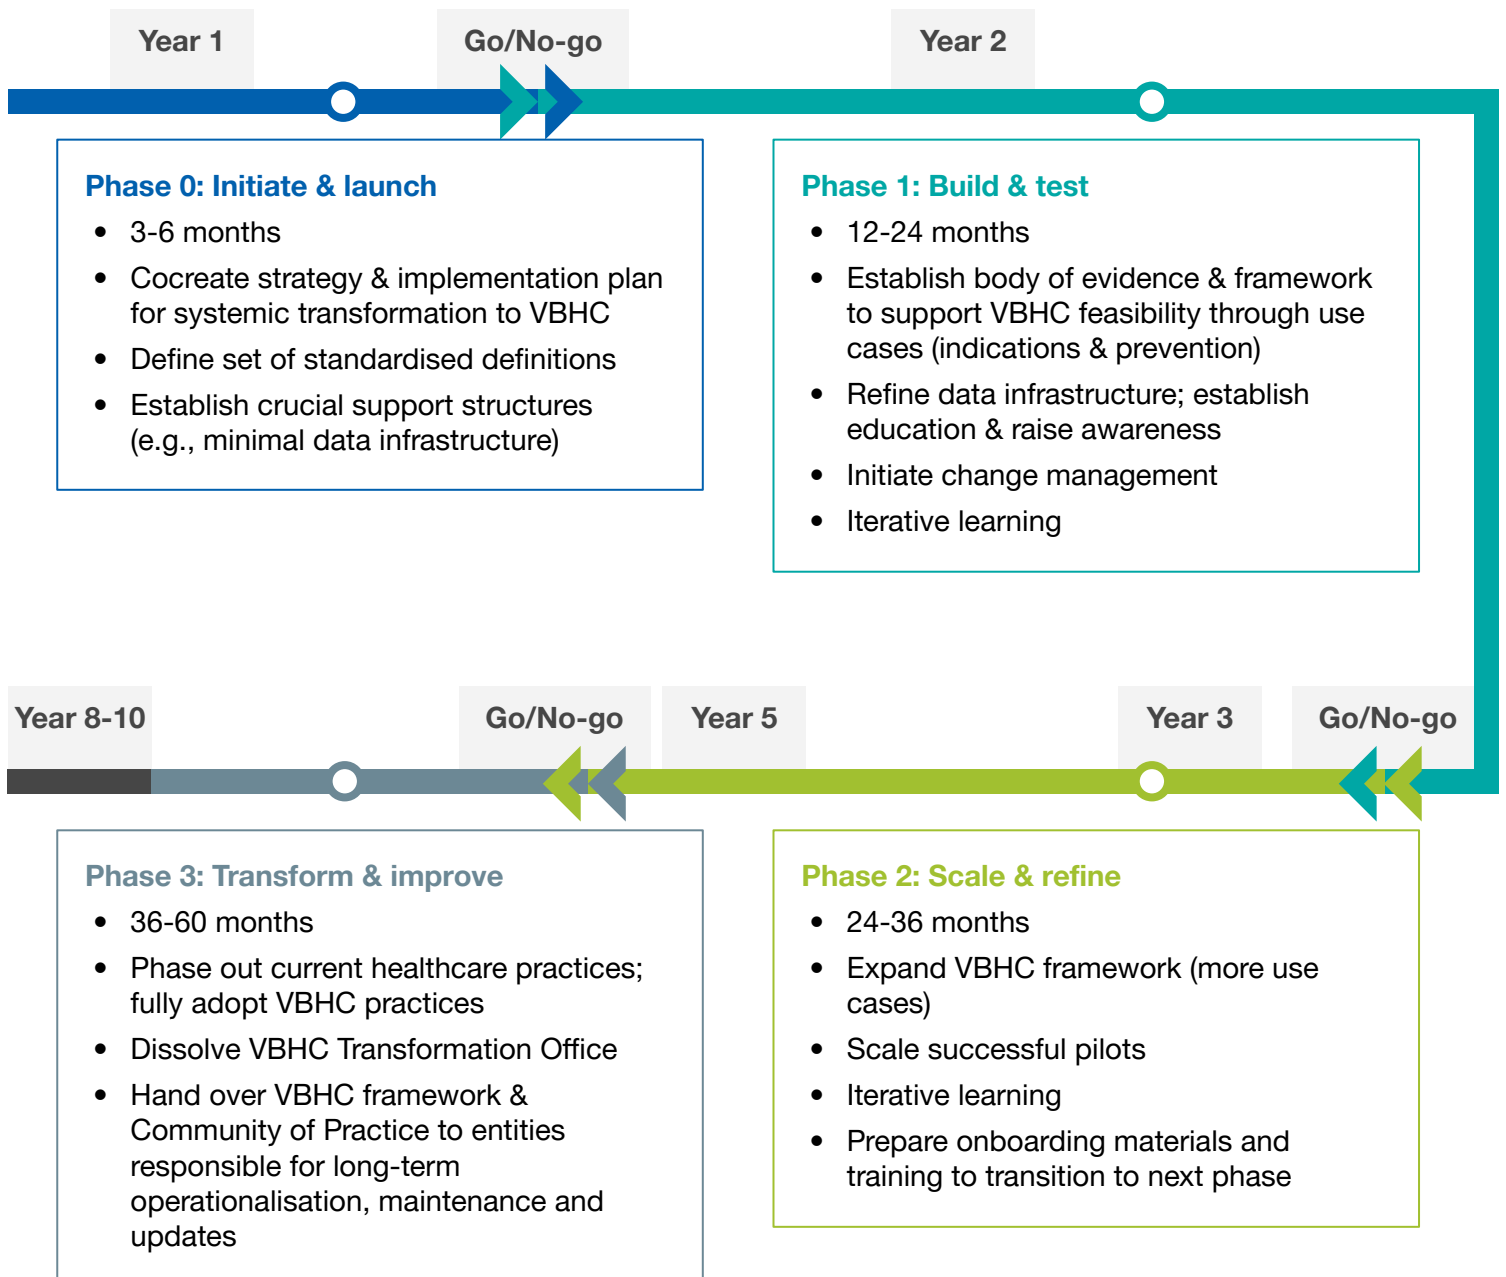 Year 1
Go/No-go
Year 2
Phase 0: Initiate & launch
• 3-6 months
• Cocreate strategy & implementation plan
for systemic transformation to VBHC
• Define set of standardised definitions
• Establish crucial support structures
(e.g., minimal data infrastructure)
Phase 1: Build & test
• 12-24 months
• Establish body of evidence & framework
to support VBHC feasibility through use
cases (indications & prevention)
• Refine data infrastructure; establish
education & raise awareness
• Initiate change management
• Iterative learning
Year 8-10
Go/No-go
Year 5
Year 3
Go/No-go
Phase 3: Transform & improve
• 36-60 months
• Phase out current healthcare practices;
fully adopt VBHC practices
• Dissolve VBHC Transformation Office
• Hand over VBHC framework &
Community of Practice to entities
responsible for long-term
operationalisation, maintenance and
updates
Phase 2: Scale & refine
• 24-36 months
• Expand VBHC framework (more use
cases)
• Scale successful pilots
• Iterative learning
• Prepare onboarding materials and
training to transition to next phase